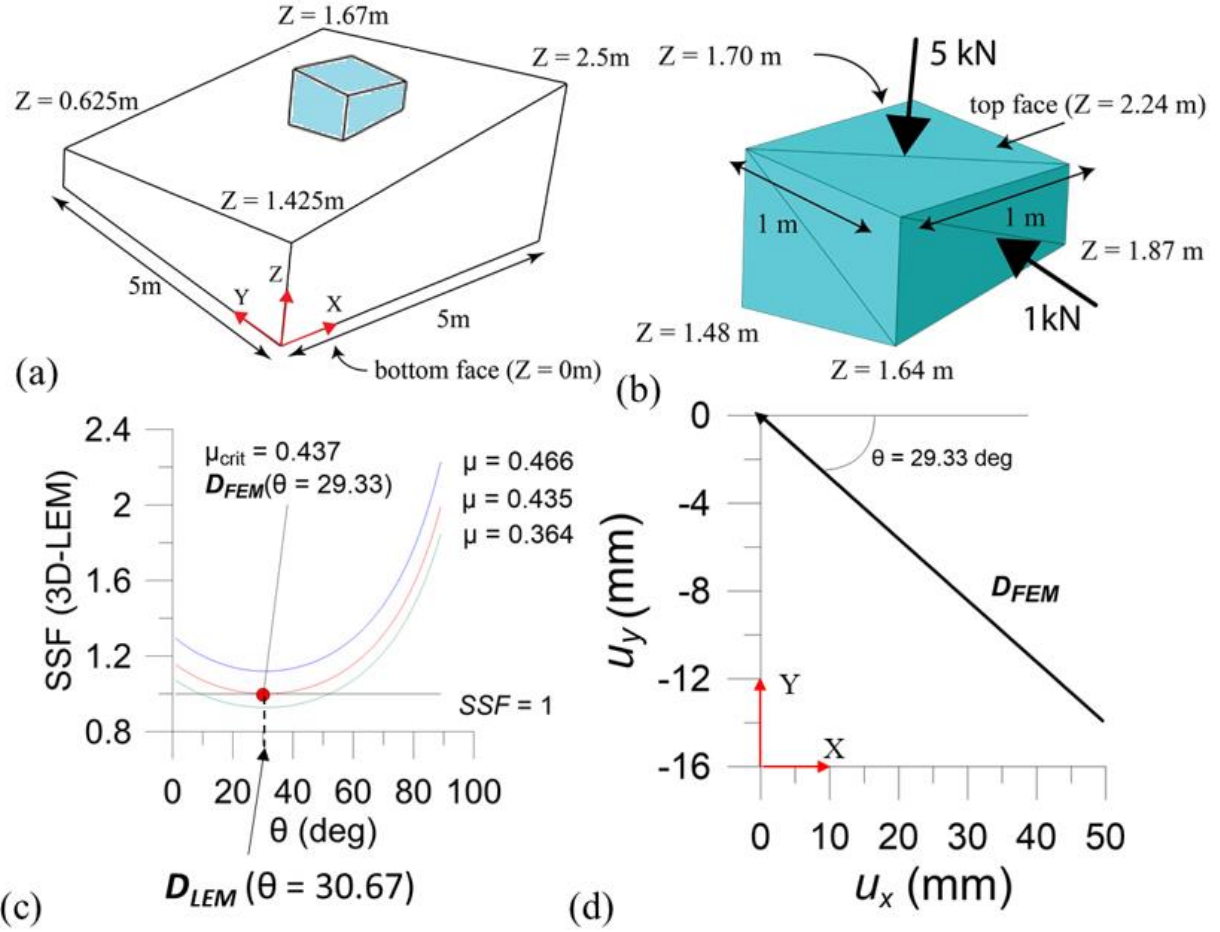 Z = 1.67m
Z = 2.5m
Z = 0.625m
Z = 1.425m
Z
Y
X
5m
5m
bottom face (Z = 0m)
(a)
5 kN
Z = 1.70 m
top face (Z = 2.24 m)
1 m
1 m
Z = 1.87 m
1kN
Z = 1.48 m
Z = 1.64 m
(b)
2.4
2
1.6
1.2
0.8
SSF (3D-LEM)
μcrit = 0.437
DFEM(θ = 29.33)
μ = 0.466
μ = 0.435
μ = 0.364
SSF = 1
0 20 40 60 80 100
θ (deg)
DLEM (θ = 30.67)
(c)
0
-4
-8
-12
-16
uy (mm)
θ = 29.33 deg
DFEM
Y
X
0 10 20 30 40 50
ux (mm)
(d)